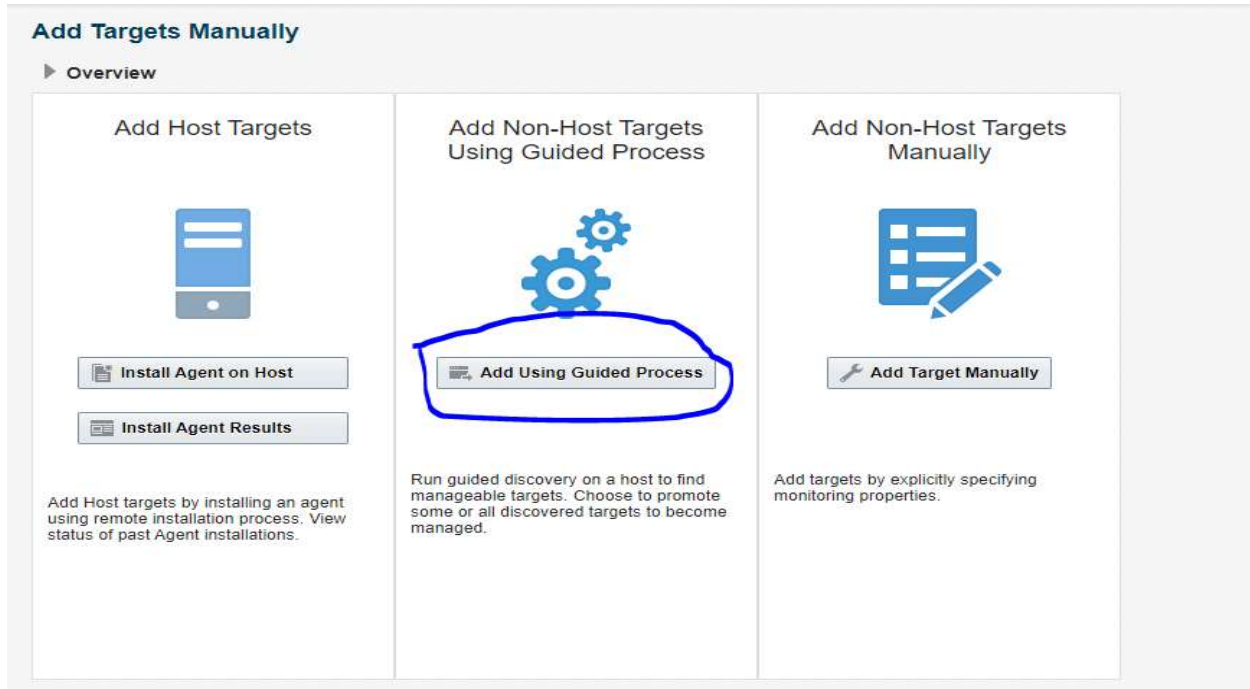 Add Targets Manually
Overview
Add Host Targets
Install Agent on Host
Install Agent Results
Add Host targets by installing an agent
using remote installation process. View
status of past Agent installations.
Add Non-Host Targets
Using Guided Process
Add Using Guided Process
Run guided discovery on a host to find
manageable targets. Choose to promote
some or all discovered targets to become
managed.
Add Non-Host Targets
Manually
Add Target Manually
Add targets by explicitly specifying
monitoring properties.